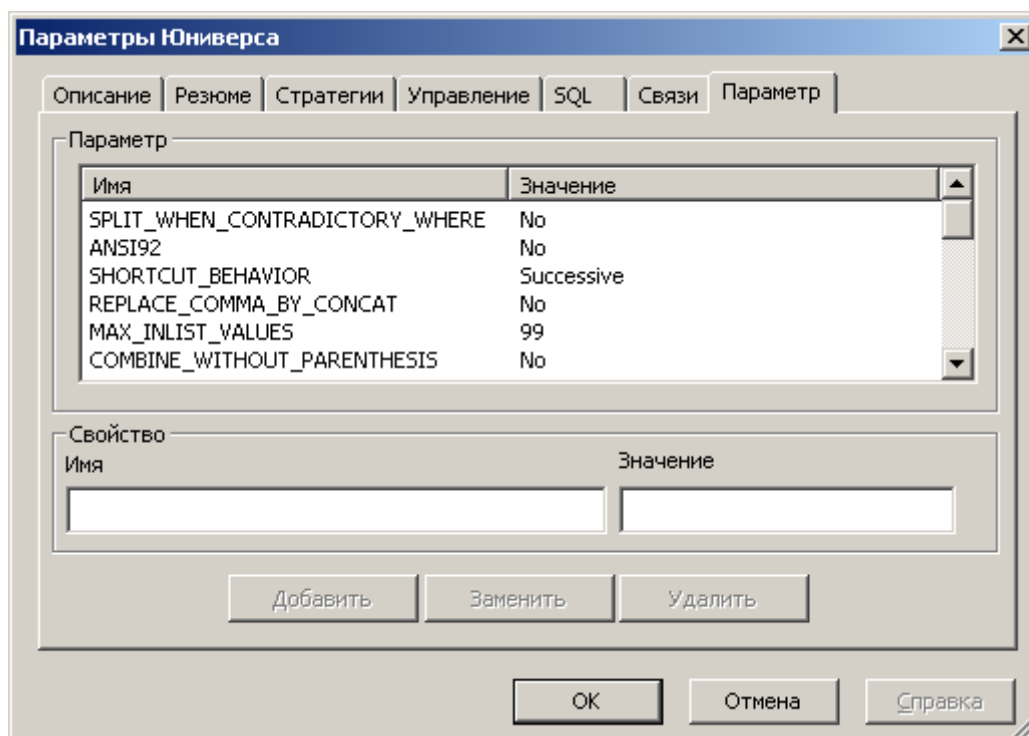 Параметры Юниверса
Описание Резюме Стратегии Управление SQL Связи Параметр
Параметр
Имя Значение
SPLIT_WHEN_CONTRADICTORY_WHERE No
ANSI92 No
SHORTCUT_BEHAVIOR Successive
REPLACE_COMMA_BY_CONCAT No
MAX_INLIST_VALUES 99
COMBINE_WITHOUT_PARENTHESIS No
Свойство
Имя Значение
Добавить Заменить Удалить
OK Отмена Справка